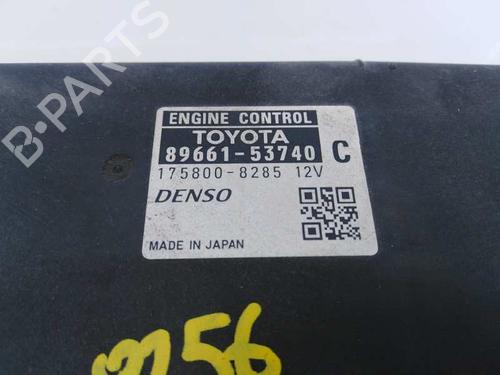 ENGINE CONTROL
TOYOTA
89661-53740 C
175800-8285 12V
DENSO
MADE IN JAPAN
B-PARTS